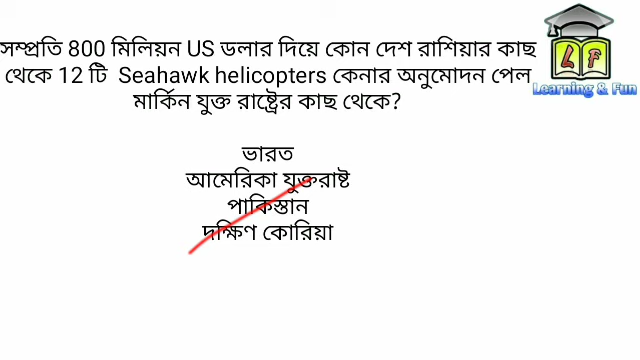 সম্প্রতি 800 মিলিয়ন US ডলার দিয়ে কোন দেশ রাশিয়ার কাছ
থেকে 12 টি Seahawk helicopters কেনার অনুমোদন পেল
মার্কিন যুক্ত রাষ্ট্রের কাছ থেকে?
ভারত
আমেরিকা যুক্তরাষ্ট
পাকিস্তান
দক্ষিণ কোরিয়া
LF
Learning & Fun